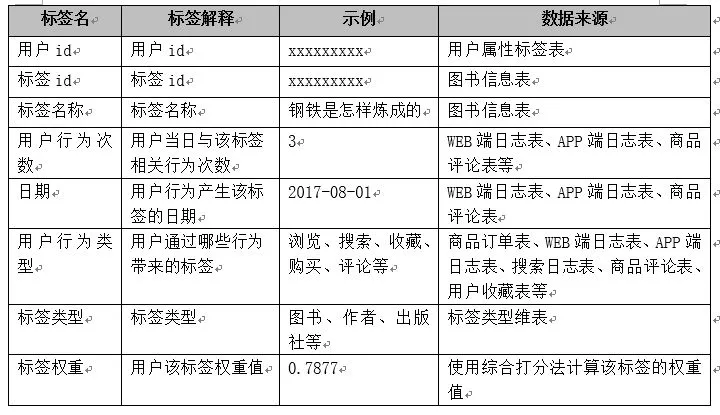 标签名 标签解释 示例 数据来源
用户 id 用户 id xxxxxxxxx 用户属性标签表
标签 id 标签 id xxxxxxxxx 图书信息表
标签名称 标签名称 钢铁是怎样炼成的 图书信息表
用户行为次 用户当日与该标签 3 WEB 端日志表、APP 端日志表、商品
数 相关行为次数 评论表等
日期 用户行为产生该标 2017-08-01 WEB 端日志表、APP 端日志表、商品
签的日期 评论表
用户行为类 用户通过哪些行为 浏览、搜索、收藏、 商品订单表、WEB 端日志表、APP 端
型 带来的标签 购买、评论等 日志表、搜索日志表、商品评论表、
用户收藏表等
标签类型 标签类型 图书、作者、出版 标签类型维表
社等
标签权重 用户该标签权重值 0.7877 使用综合打分法计算该标签的权重
值